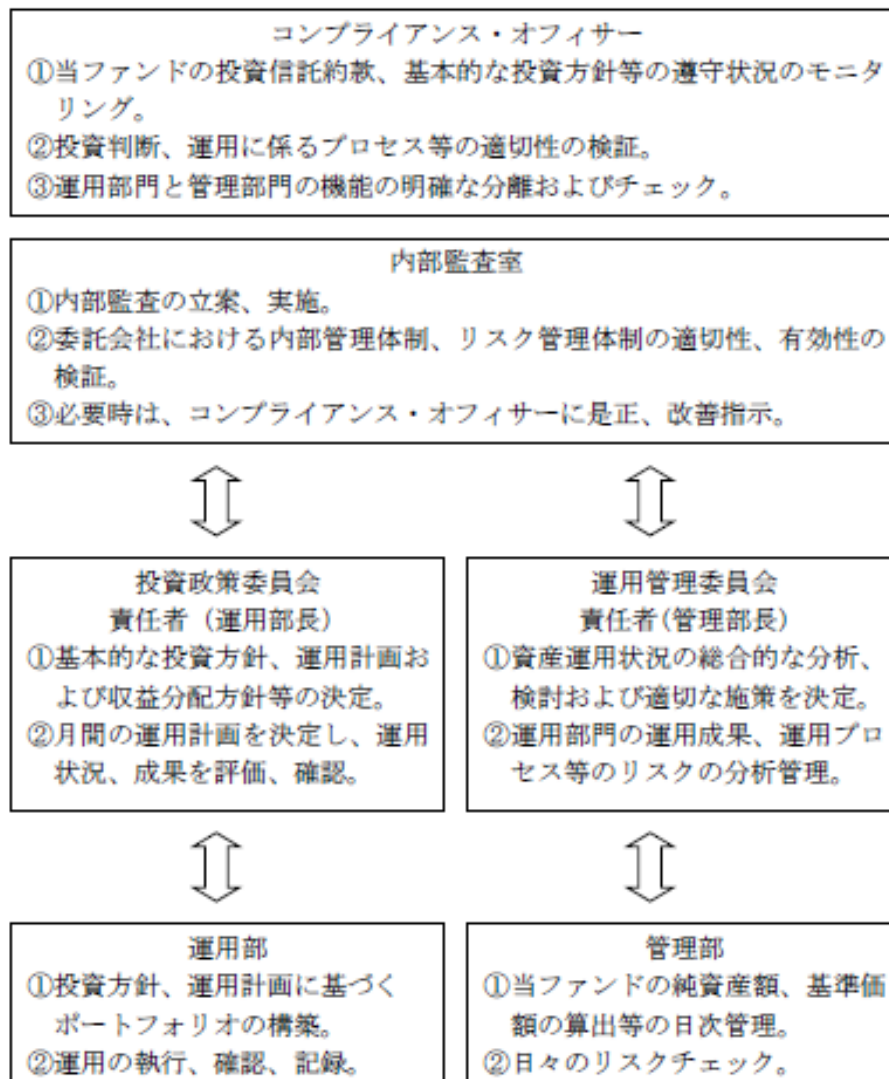 コンプライアンス・オフィサー
①当ファンドの投資信託約款、基本的な投資方針等の遵守状況のモニタ
リング。
②投資判断、運用に係るプロセス等の適切性の検証。
③運用部門と管理部門の機能の明確な分離およびチェック。
内部監査室
①内部監査の立案、実施。
②委託会社における内部管理体制、リスク管理体制の適切性、有効性の
検証。
③必要時は、コンプライアンス・オフィサーに是正、改善指示。
投資政策委員会
責任者（運用部長）
①基本的な投資方針、運用計画お
よび収益分配方針等の決定。
②月間の運用計画を決定し、運用
状況、成果を評価、確認。
運用管理委員会
責任者(管理部長)
①資産運用状況の総合的な分析、
検討および適切な施策を決定。
②運用部門の運用成果、運用プロ
セス等のリスクの分析管理。
運用部
①投資方針、運用計画に基づく
ポートフォリオの構築。
②運用の執行、確認、記録。
管理部
①当ファンドの純資産額、基準価
額の算出等の日次管理。
②日々のリスクチェック。